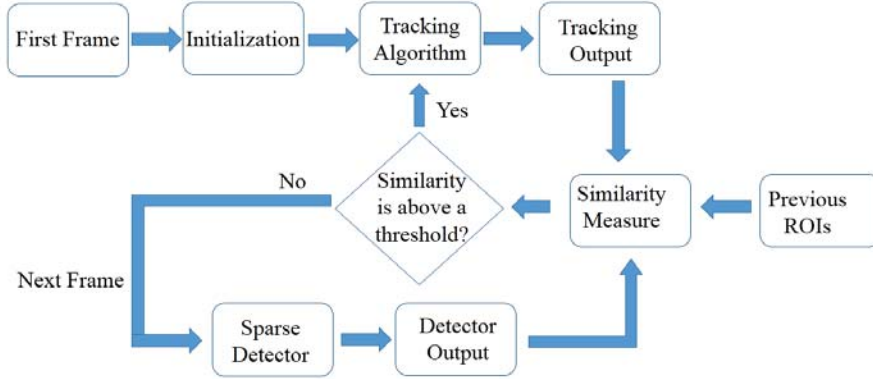 First Frame
Initialization
Tracking
Algorithm
Tracking
Output
Yes
No
Similarity
is above a
threshold?
Similarity
Measure
Previous
ROIs
Next Frame
Sparse
Detector
Detector
Output